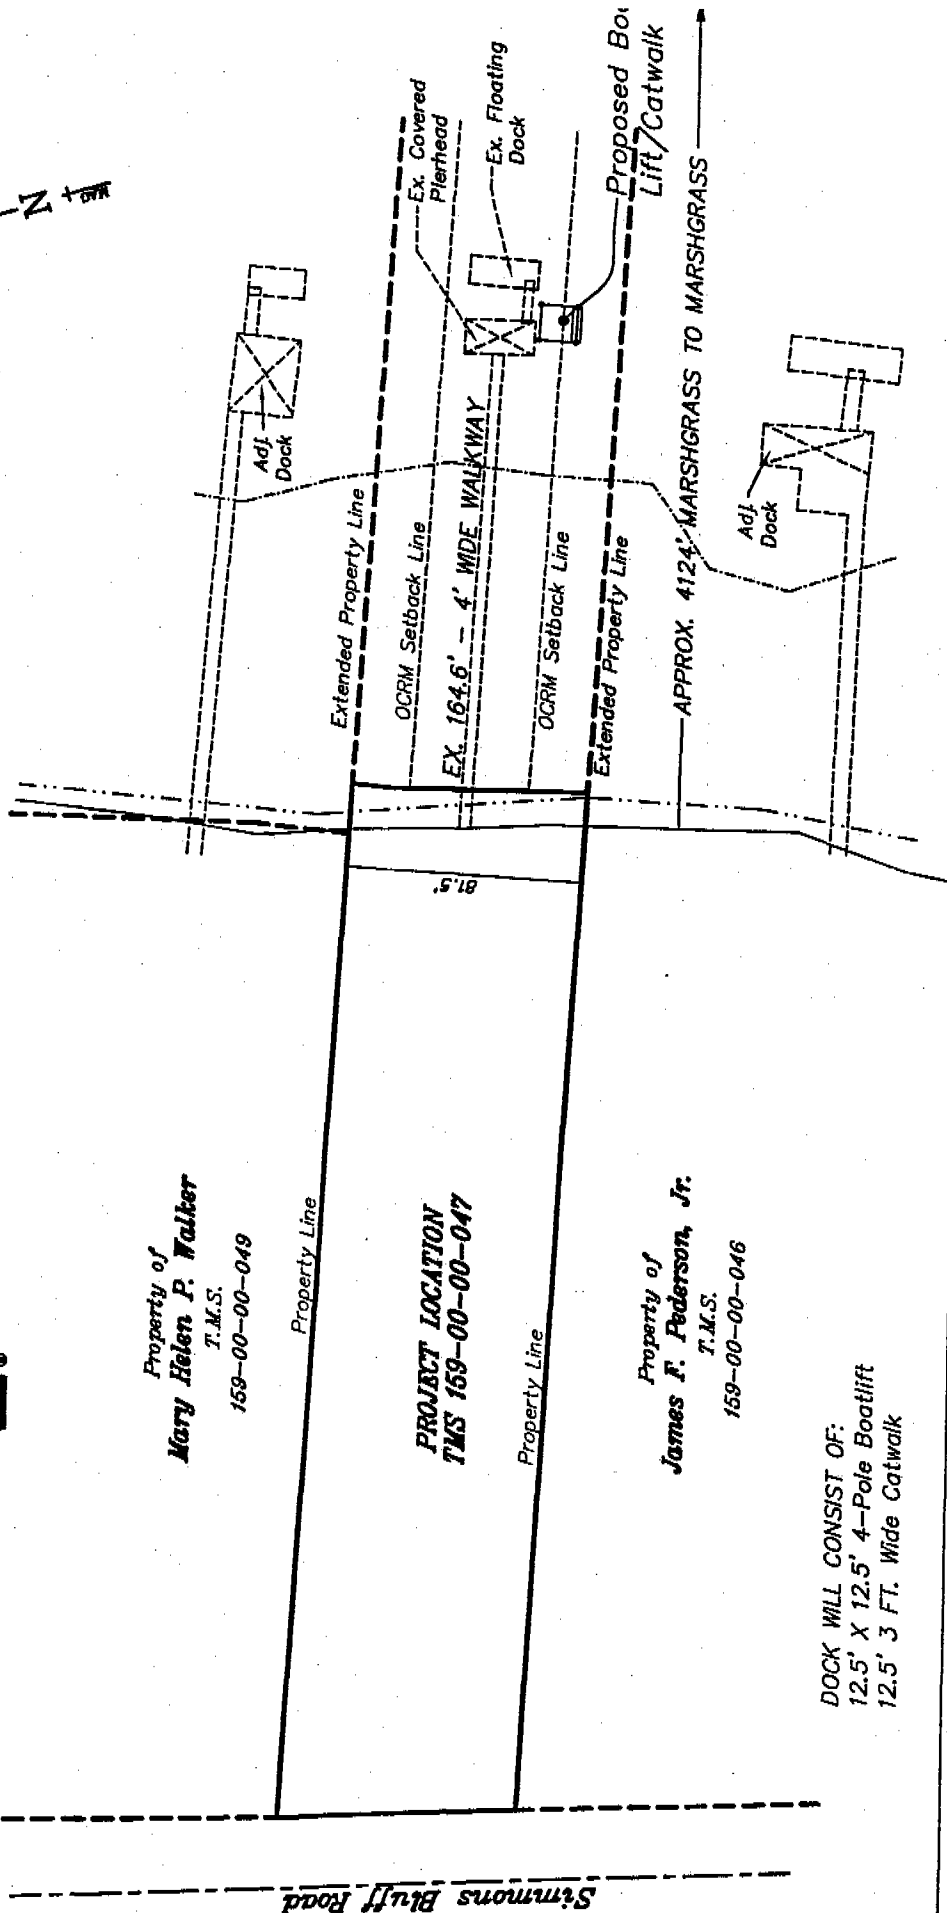 N
MAG
Ex. Covered
Pierhead
Ex. Floating
Dock
Proposed Boa
Lift/Catwalk
Adj.
Dock
Extended Property Line
OCRM Setback Line
EX. 164.6' - 4' WIDE WALKWAY
OCRM Setback Line
Extended Property Line
APPROX. 4124' MARSHGRASS TO MARSHGRASS
Adj.
Dock
81.5'
Property of
Mary Helen P. Walker
T.M.S.
159-00-00-049
Property Line
PROJECT LOCATION
TMS 159-00-00-047
Property Line
Property of
James F. Pederson, Jr.
T.M.S.
159-00-00-046
DOCK WILL CONSIST OF:
12.5' X 12.5' 4-Pole Boatlift
12.5' 3 FT. Wide Catwalk
Simmons Bluff Road